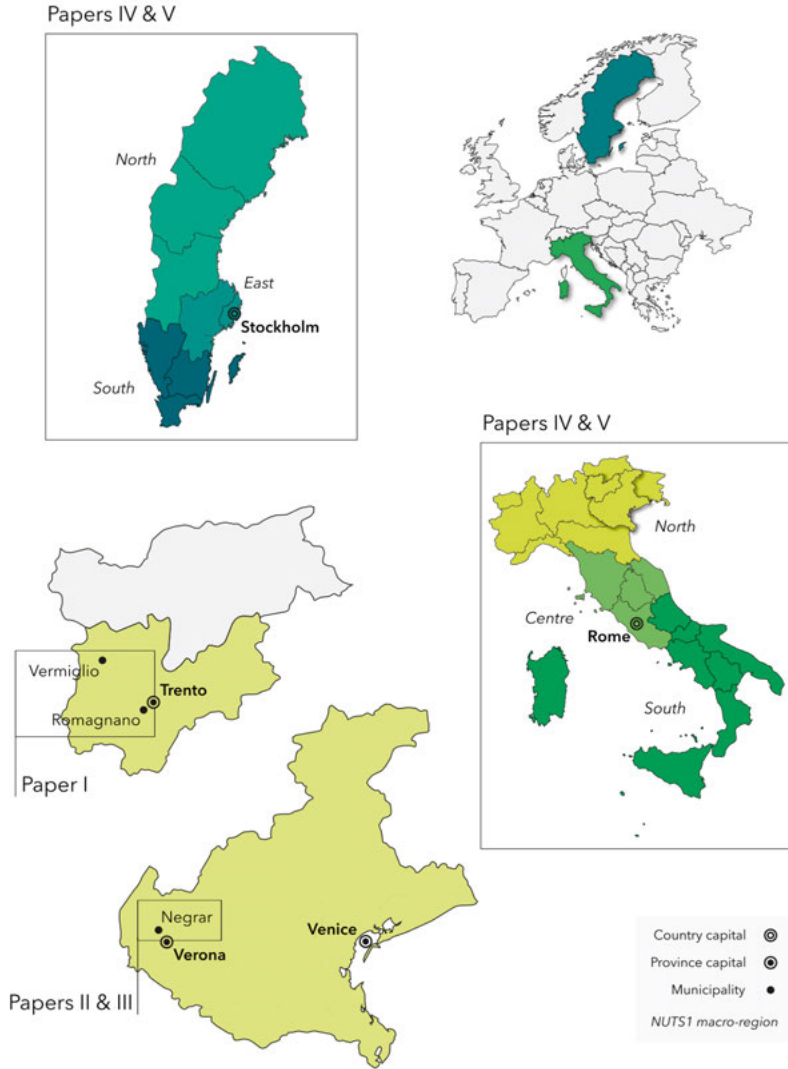 Papers IV & V
North
East
Stockholm
South
Papers IV & V
North
Centre
Rome
South
Vermiglio
Trento
Romagnano
Paper I
Negrar
Verona
Venice
Papers II & III
Country capital
Province capital
Municipality
NUTS1 macro-region